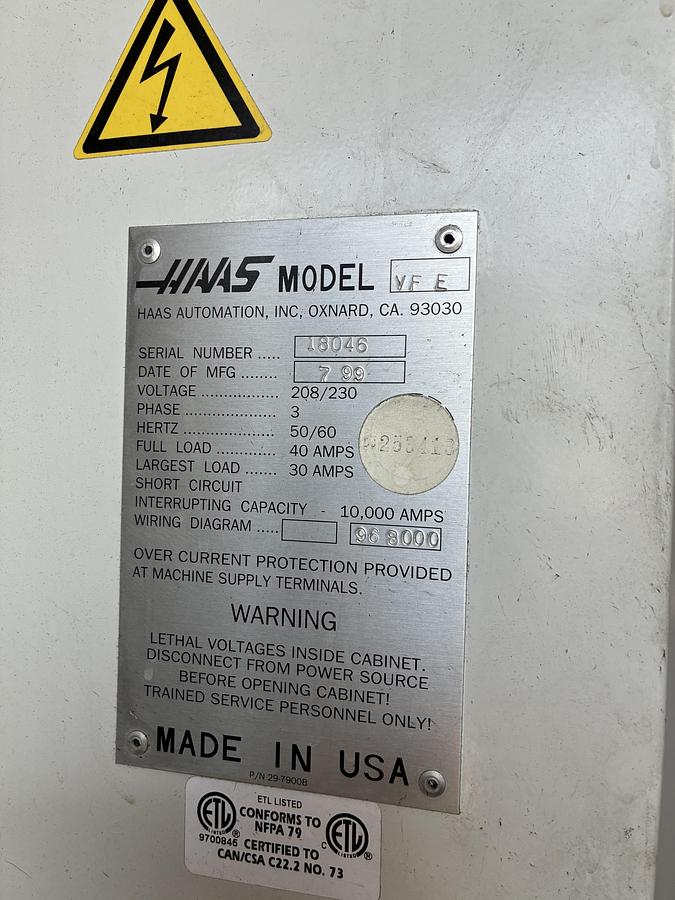 HAAS MODEL VF E
HAAS AUTOMATION, INC, OXNARD, CA. 93030
SERIAL NUMBER ..... 18046
DATE OF MFG ........ 7 99
VOLTAGE ................. 208/230
PHASE .................... 3
HERTZ .................... 50/60
FULL LOAD ............. 40 AMPS
LARGEST LOAD ....... 30 AMPS
SHORT CIRCUIT
INTERRUPTING CAPACITY - 10,000 AMPS
WIRING DIAGRAM ..... 96 8000
OVER CURRENT PROTECTION PROVIDED
AT MACHINE SUPPLY TERMINALS.
WARNING
LETHAL VOLTAGES INSIDE CABINET.
DISCONNECT FROM POWER SOURCE
BEFORE OPENING CABINET!
TRAINED SERVICE PERSONNEL ONLY!
MADE IN USA
P/N 29-7900B
ETL LISTED
CONFORMS TO
NFPA 79
9700845 CERTIFIED TO
CAN/CSA C22.2 NO. 73
ETL LISTED
C ETL LISTED